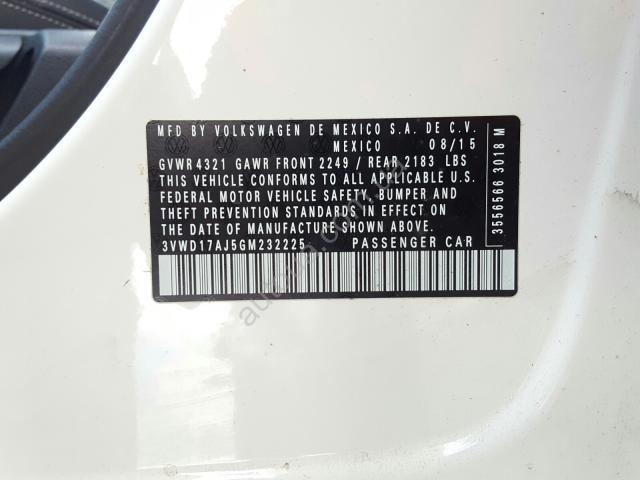 MFD BY VOLKSWAGEN DE MEXICO S.A. DE C.V.
MEXICO 08/15
GVWR 4321 GAWR FRONT 2249 / REAR 2183 LBS
THIS VEHICLE CONFORMS TO ALL APPLICABLE U.S.
FEDERAL MOTOR VEHICLE SAFETY, BUMPER AND
THEFT PREVENTION STANDARDS IN EFFECT ON
THE DATE OF MANUFACTURE SHOWN ABOVE.
3VWD17AJ5GM232225 PASSENGER CAR
3556566 3018 M